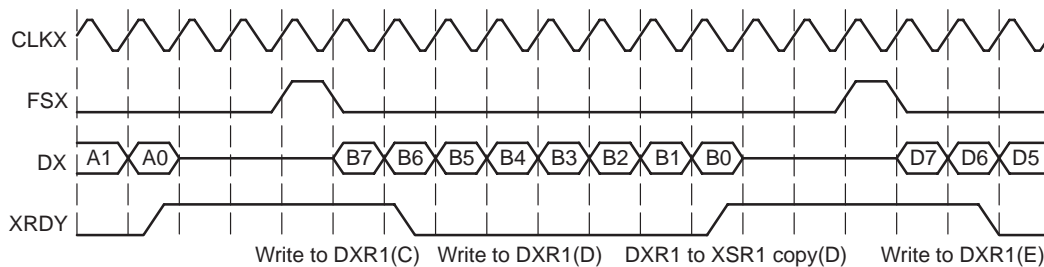 CLKX
FSX
DX A1 A0 B7 B6 B5 B4 B3 B2 B1 B0 D7 D6 D5
XRDY
Write to DXR1(C) Write to DXR1(D) DXR1 to XSR1 copy(D) Write to DXR1(E)